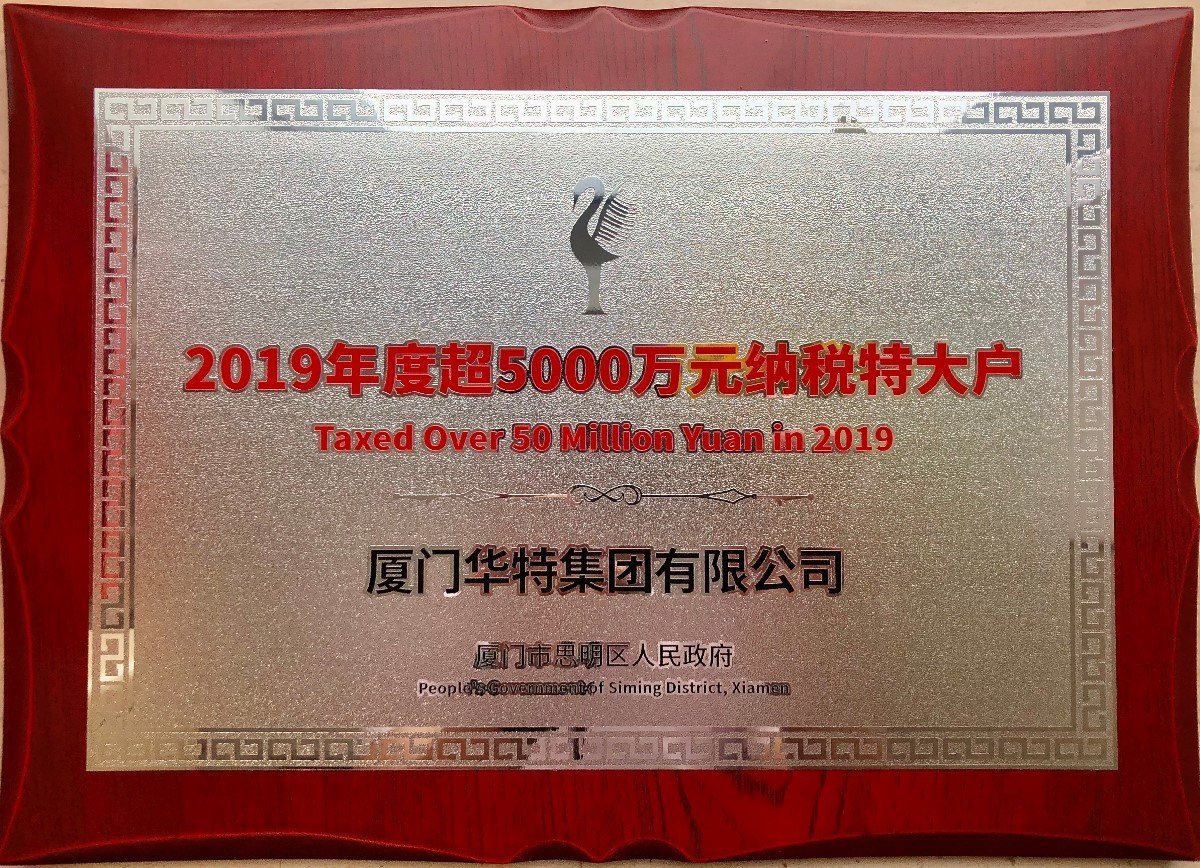 2019年度超5000万元纳税特大户
Taxed Over 50 Million Yuan in 2019
厦门华特集团有限公司
厦门市思明区人民政府
People's Government of Siming District, Xiamen